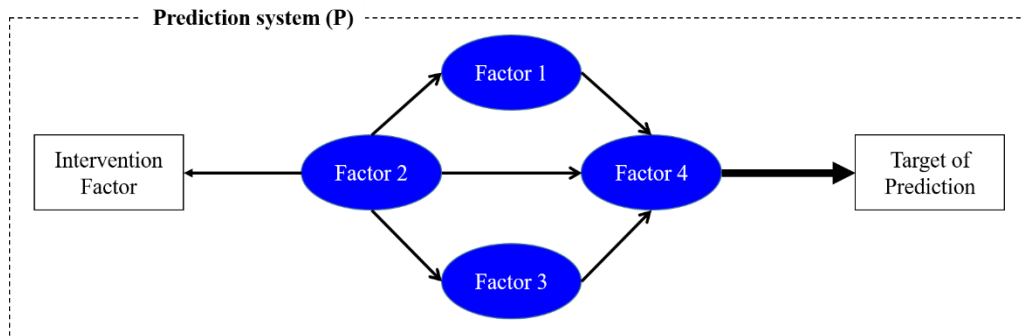 Prediction system (P)
Factor 1
Intervention
Factor
Factor 2
Factor 4
Target of
Prediction
Factor 3